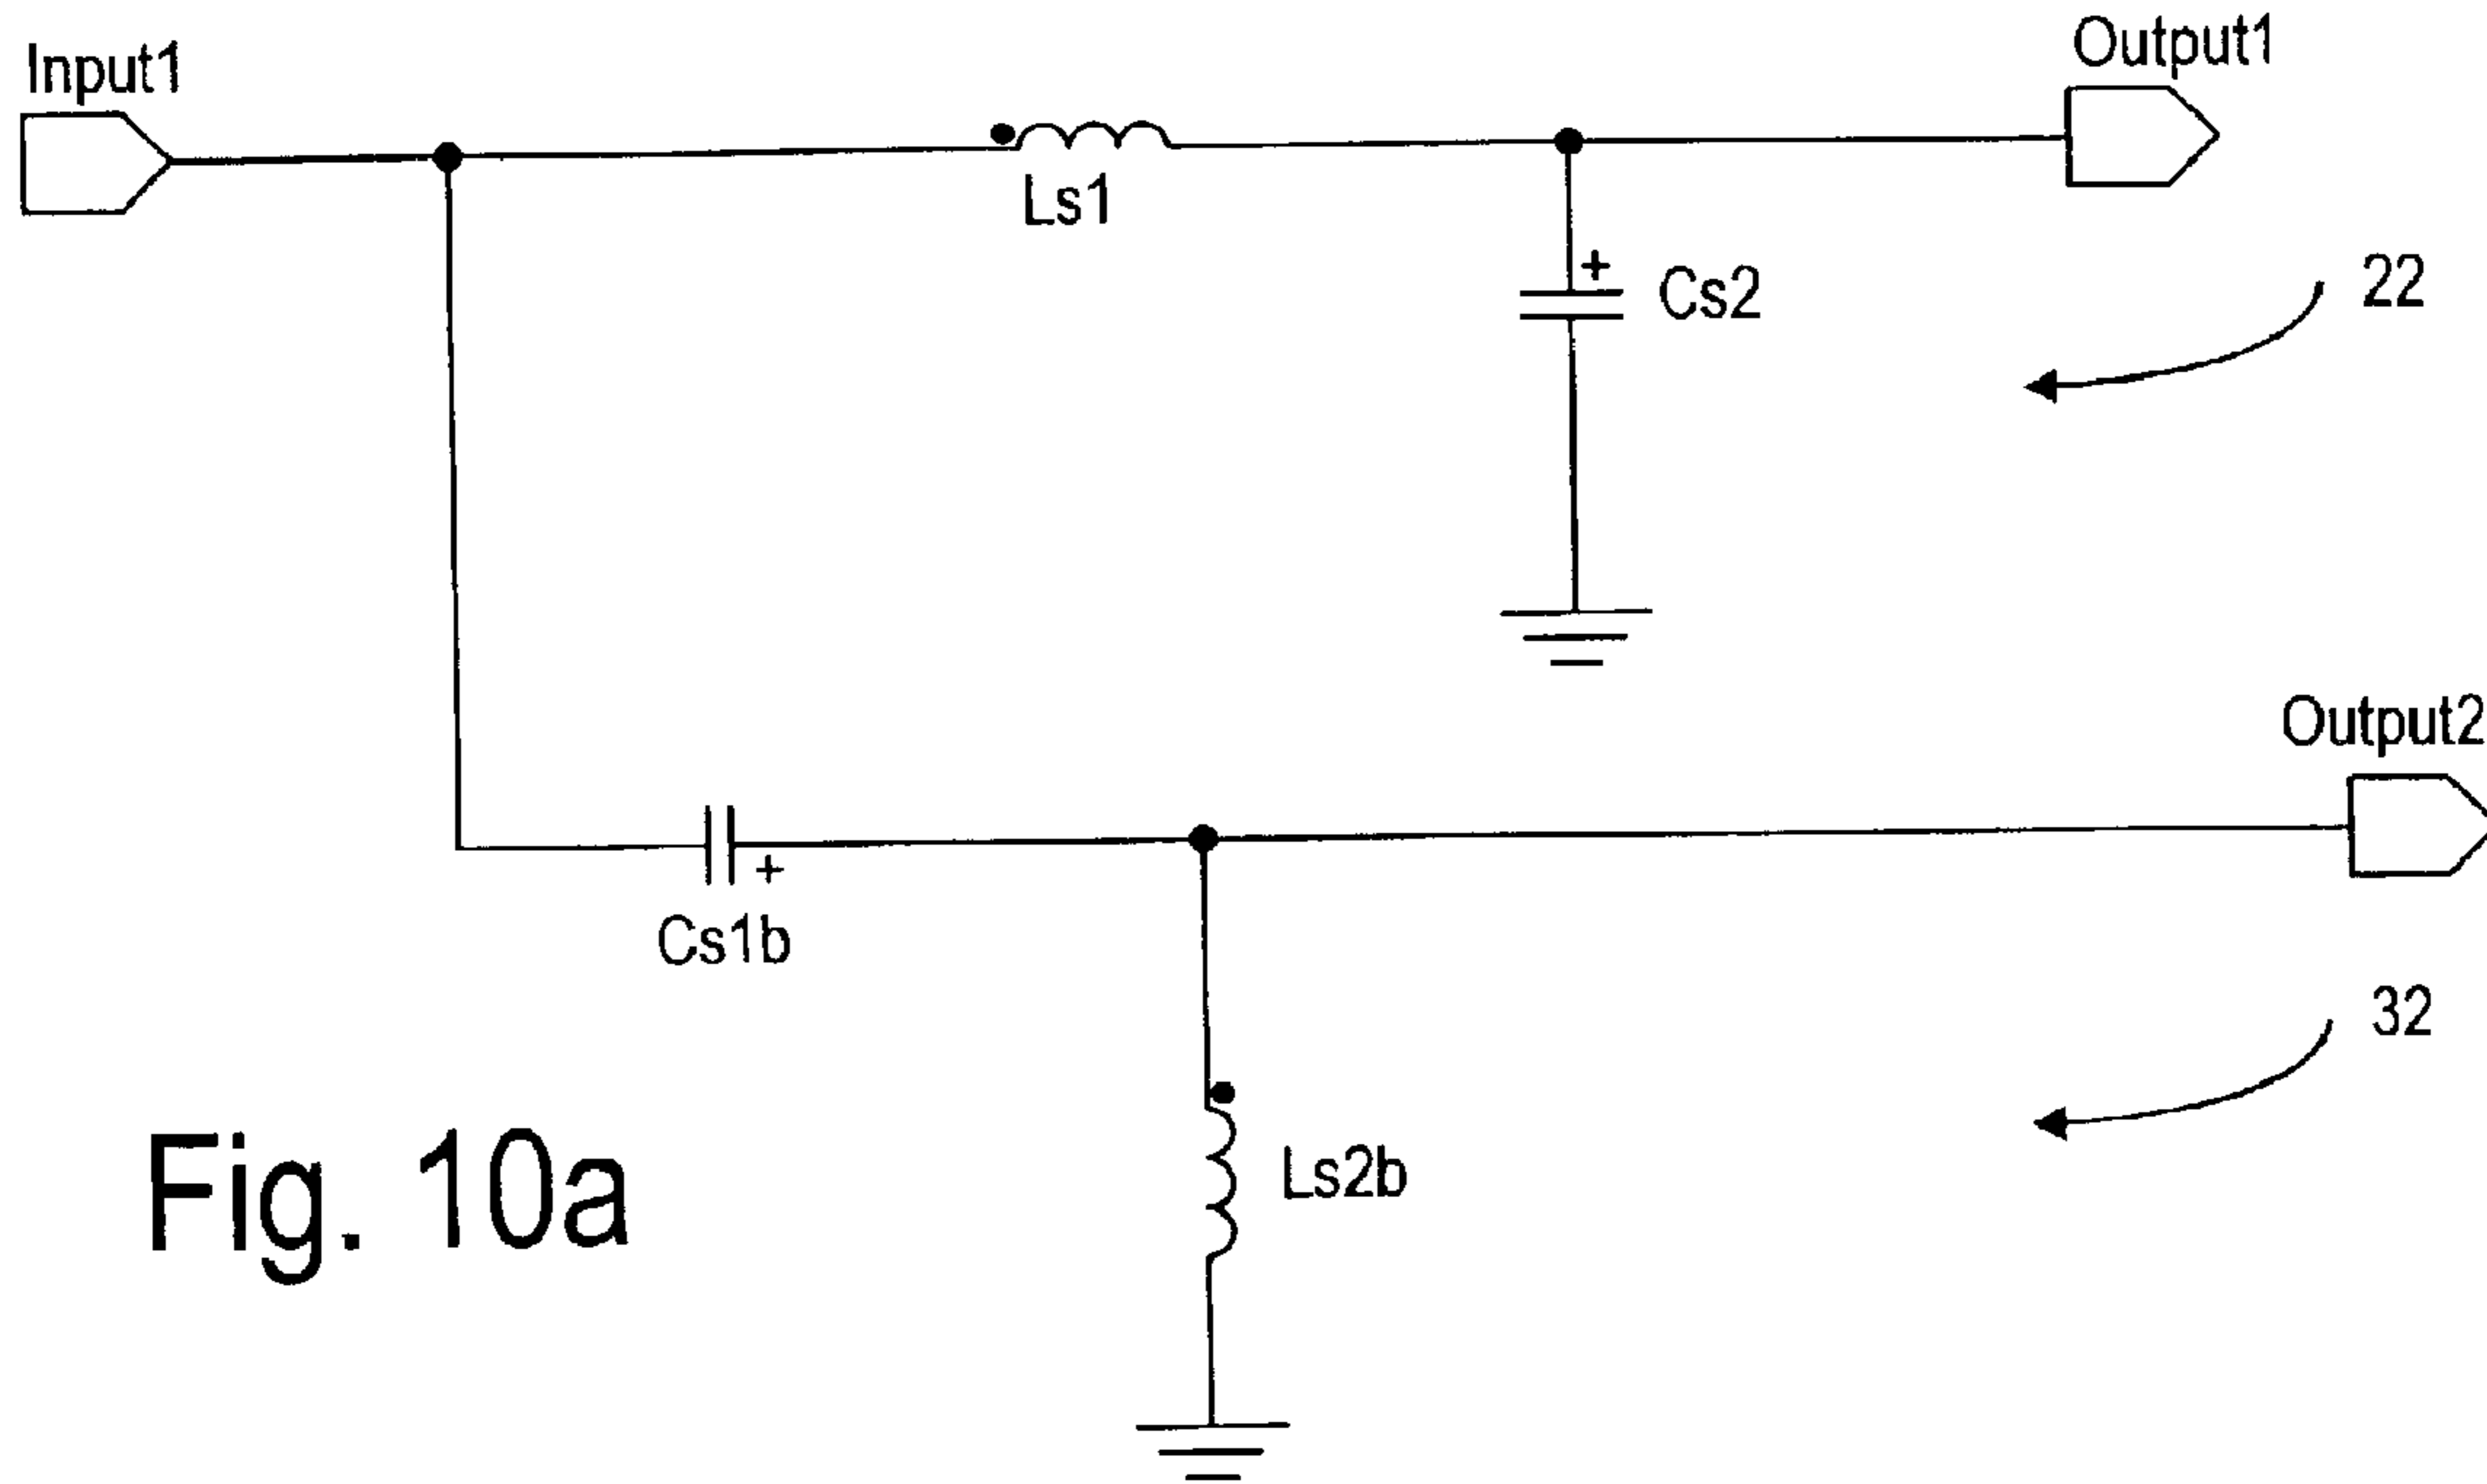 Input1
Output1
Ls1
+
Cs2
22
Output2
+
Cs1b
32
Ls2b
Fig. 10a